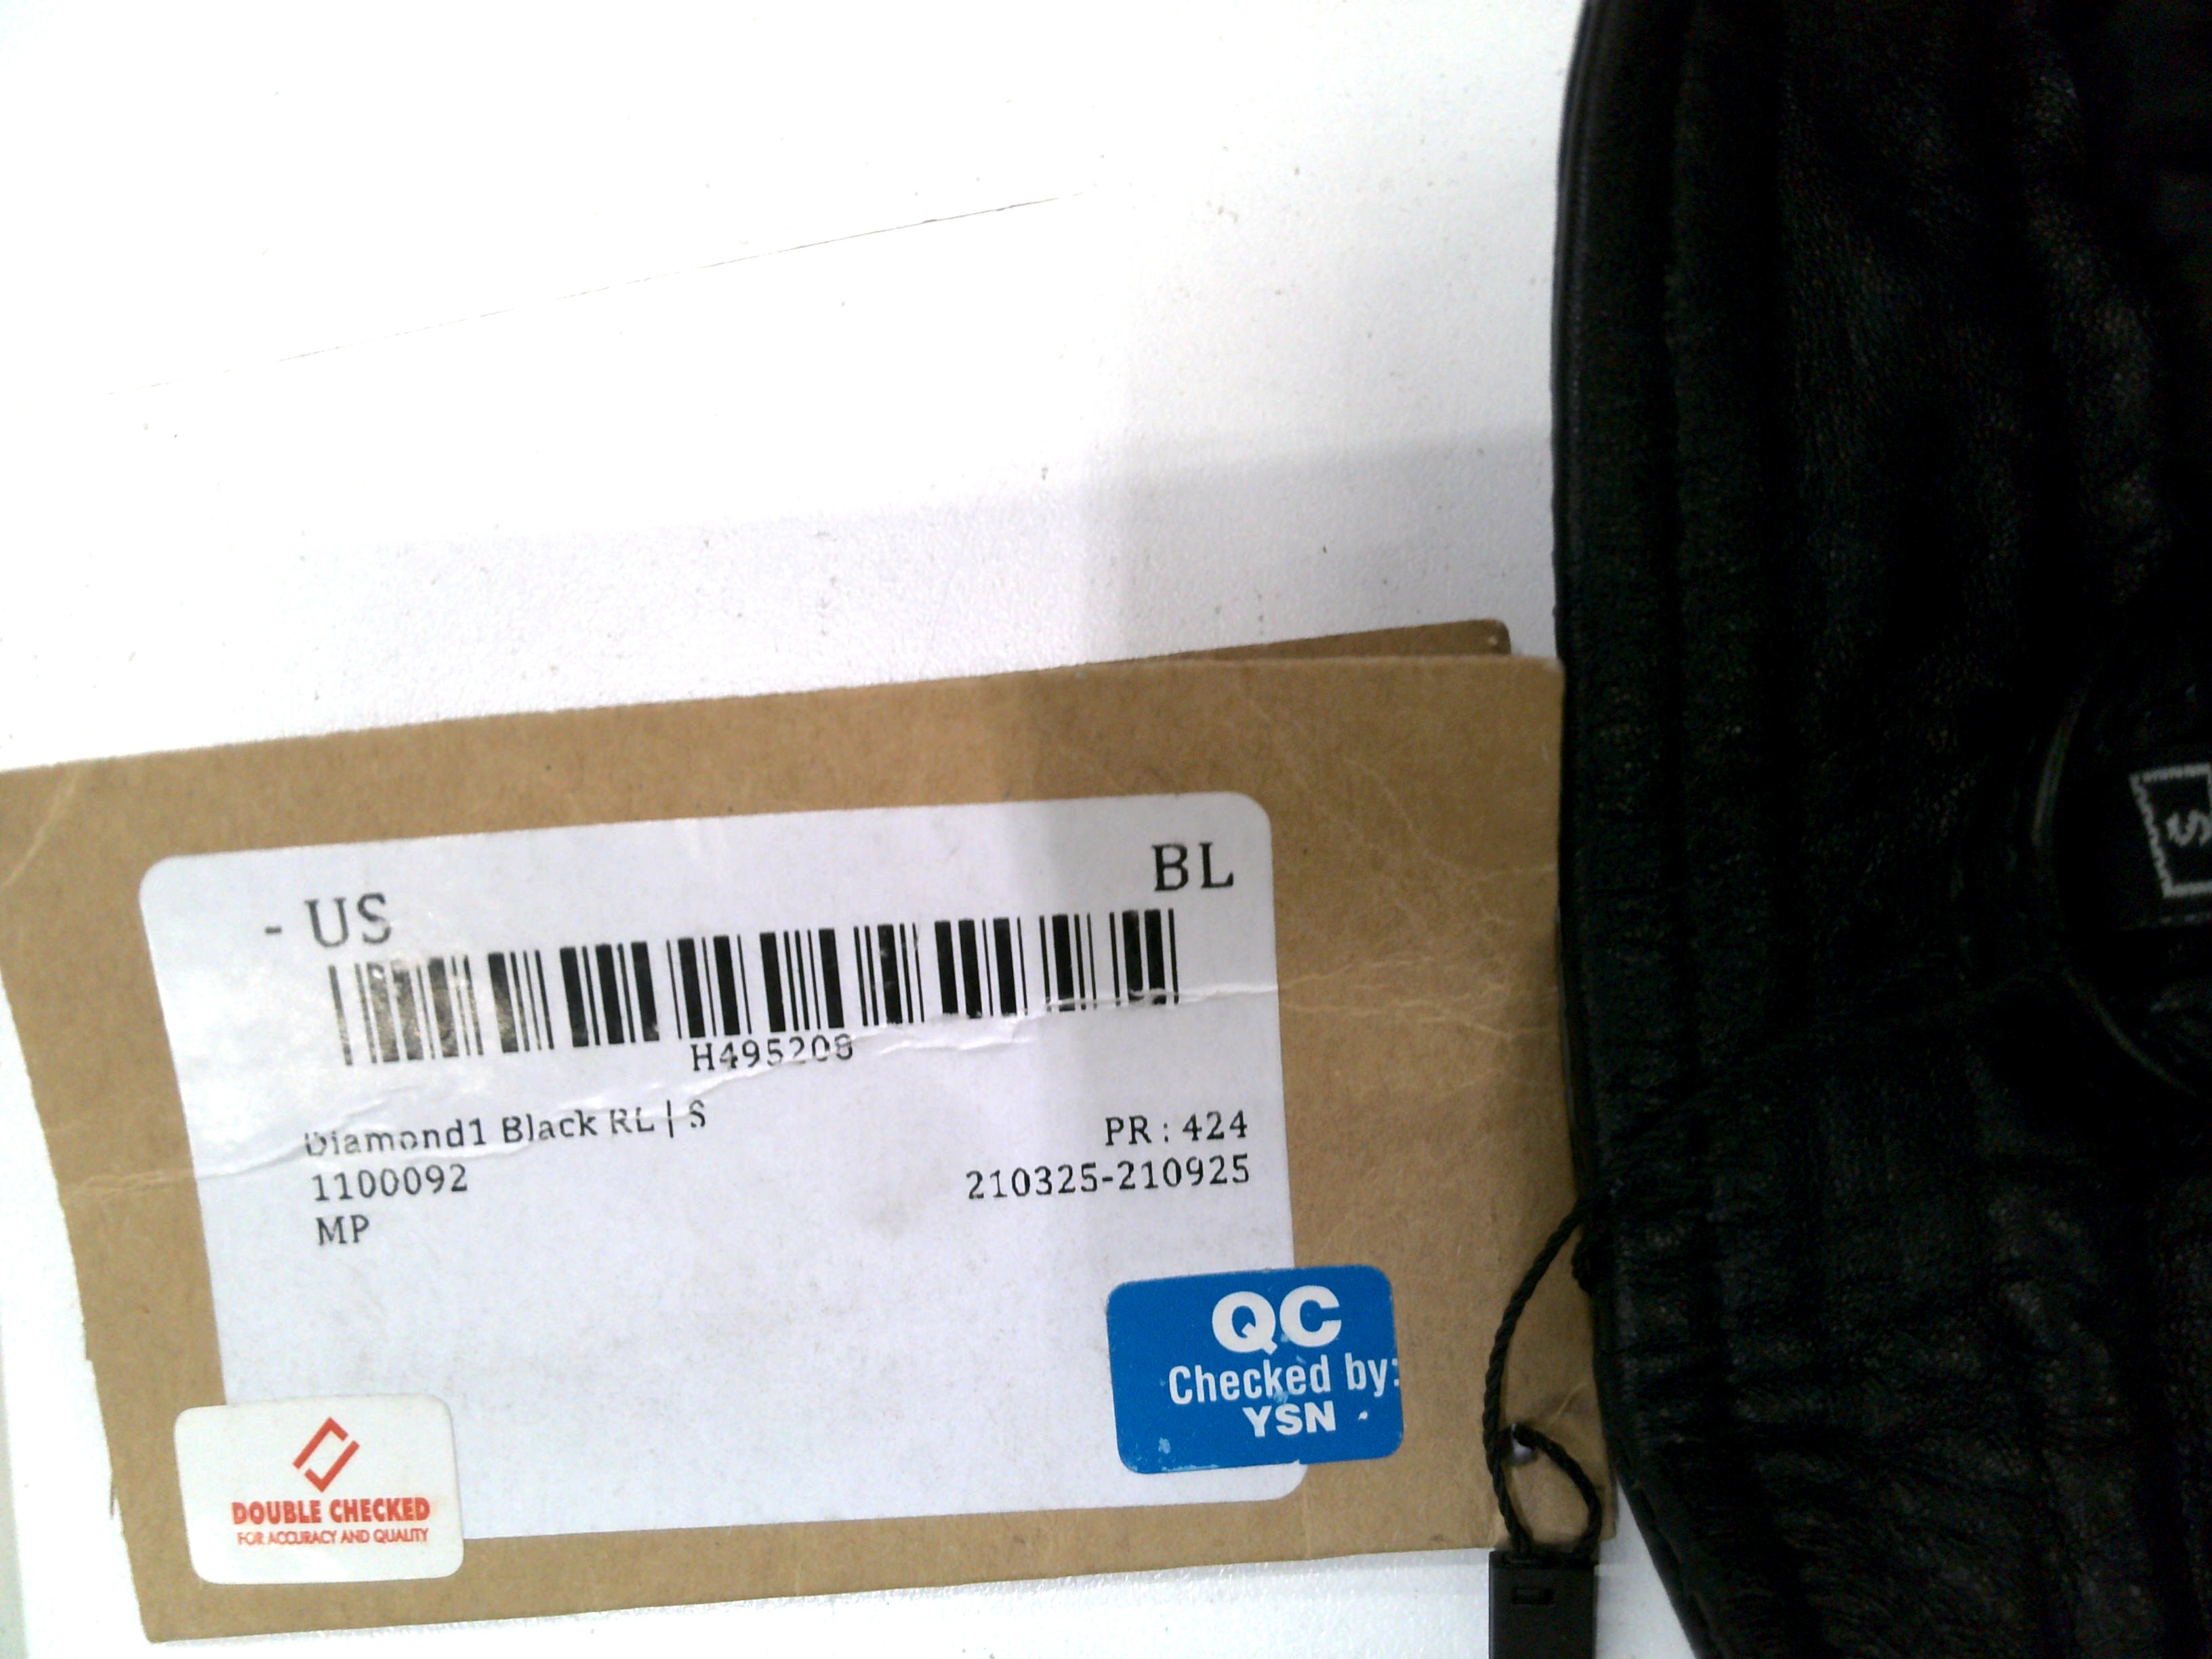 - US
BL
H495208
Diamond1 Black RL | S
PR : 424
1100092
210325-210925
MP
QC
Checked by:
YSN
DOUBLE CHECKED
FOR ACCURACY AND QUALITY
S